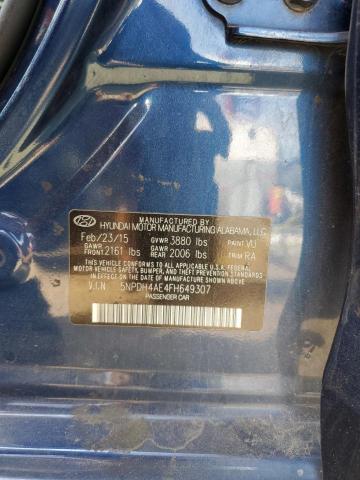 MANUFACTURED BY
HYUNDAI MOTOR MANUFACTURING ALABAMA, LLC
Feb/23/15 GVWR 3880 lbs PAINT VU
GAWR FRONT 2161 lbs GAWR REAR 2006 lbs TRIM RA
THIS VEHICLE CONFORMS TO ALL APPLICABLE U.S. FEDERAL
MOTOR VEHICLE SAFETY, BUMPER, AND THEFT PREVENTION STANDARDS
IN EFFECT ON THE DATE OF MANUFACTURE SHOWN ABOVE.
V.I.N 5NPDH4AE4FH649307
PASSENGER CAR